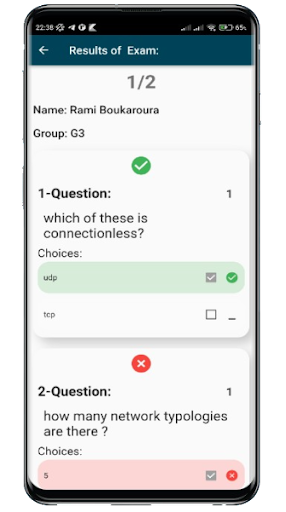 22:38 65%
Results of Exam:
1/2
Name: Rami Boukaroura
Group: G3
1-Question: 1
which of these is
connectionless?
Choices:
udp
tcp _
2-Question: 1
how many network typologies
are there ?
Choices:
5